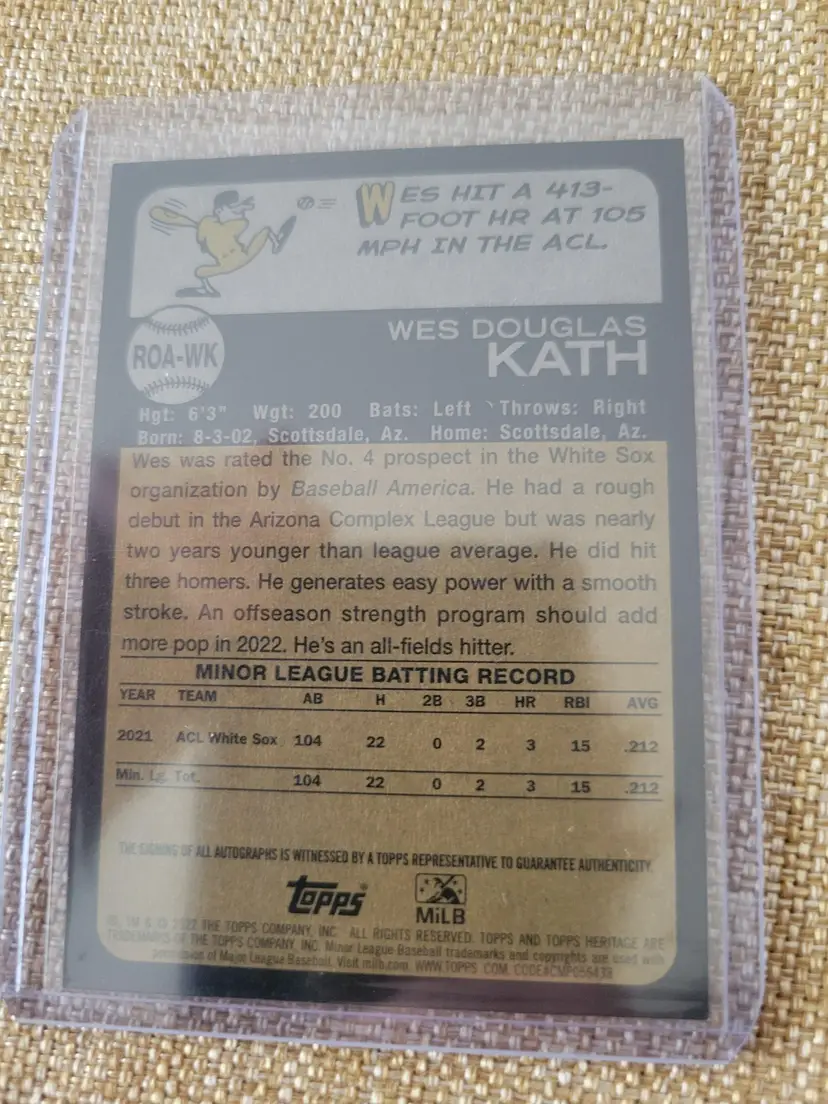 WES HIT A 413-
FOOT HR AT 105
MPH IN THE ACL.
ROA-WK
WES DOUGLAS
KATH
Hgt: 6'3" Wgt: 200 Bats: Left Throws: Right
Born: 8-3-02, Scottsdale, Az. Home: Scottsdale, Az.
Wes was rated the No. 4 prospect in the White Sox
organization by Baseball America. He had a rough
debut in the Arizona Complex League but was nearly
two years younger than league average. He did hit
three homers. He generates easy power with a smooth
stroke. An offseason strength program should add
more pop in 2022. He's an all-fields hitter.
MINOR LEAGUE BATTING RECORD
YEAR TEAM AB H 2B 3B HR RBI AVG
2021 ACL White Sox 104 22 0 2 3 15 .212
Min. Lg. Tot. 104 22 0 2 3 15 .212
THE SIGNING OF ALL AUTOGRAPHS IS WITNESSED BY A TOPPS REPRESENTATIVE TO GUARANTEE AUTHENTICITY.
topps
MiLB
®, TM & © 2022 THE TOPPS COMPANY, INC. ALL RIGHTS RESERVED. TOPPS AND TOPPS HERITAGE ARE
TRADEMARKS OF THE TOPPS COMPANY, INC. Minor League Baseball trademarks and copyrights are used with
of Major League Baseball. Visit milb.com. WWW.TOPPS.COM. CODE#CMP056439